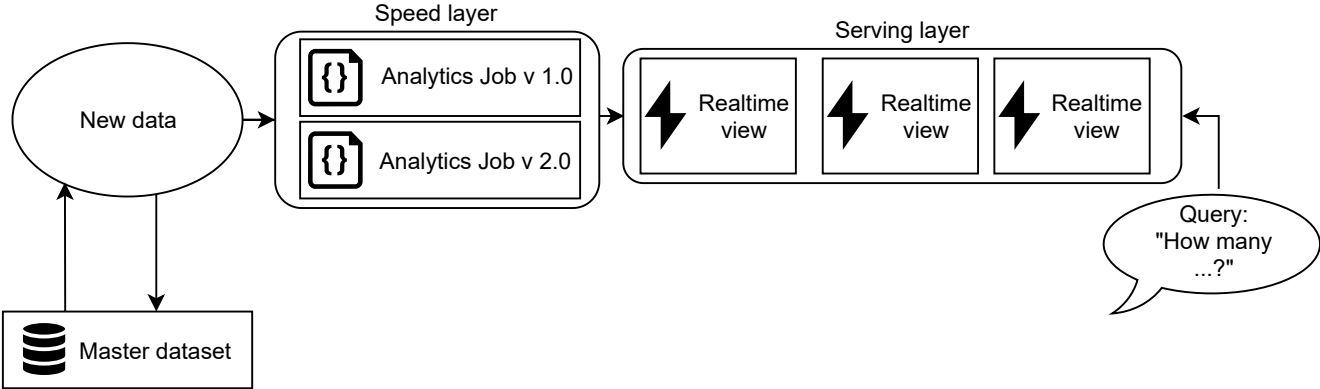 Speed layer
Serving layer
New data
{}
Analytics Job v 1.0
{}
Analytics Job v 2.0
Realtime
view
Realtime
view
Realtime
view
Query:
"How many
...?"
Master dataset